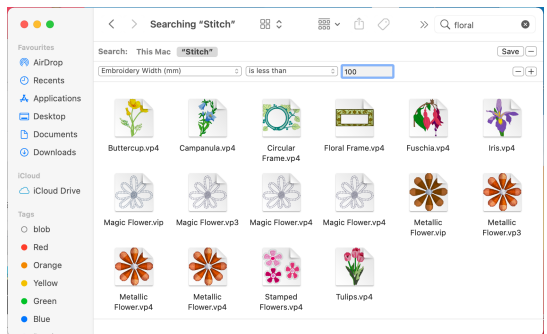 Searching “Stitch”
floral
Favourites
AirDrop
Recents
Applications
Desktop
Documents
Downloads
iCloud
iCloud Drive
Tags
blob
Red
Orange
Yellow
Green
Blue
Search: This Mac “Stitch” Save
Embroidery Width (mm) is less than 100
Buttercup.vp4
Campanula.vp4
Circular
Frame.vp4
Floral Frame.vp4
Fuschia.vp4
Iris.vp4
Magic Flower.vip
Magic Flower.vp3
Magic Flower.vp4
Magic Flower.vp4
Metallic
Flower.vip
Metallic
Flower.vp3
Metallic
Flower.vp4
Metallic
Flower.vp4
Stamped
Flowers.vp4
Tulips.vp4